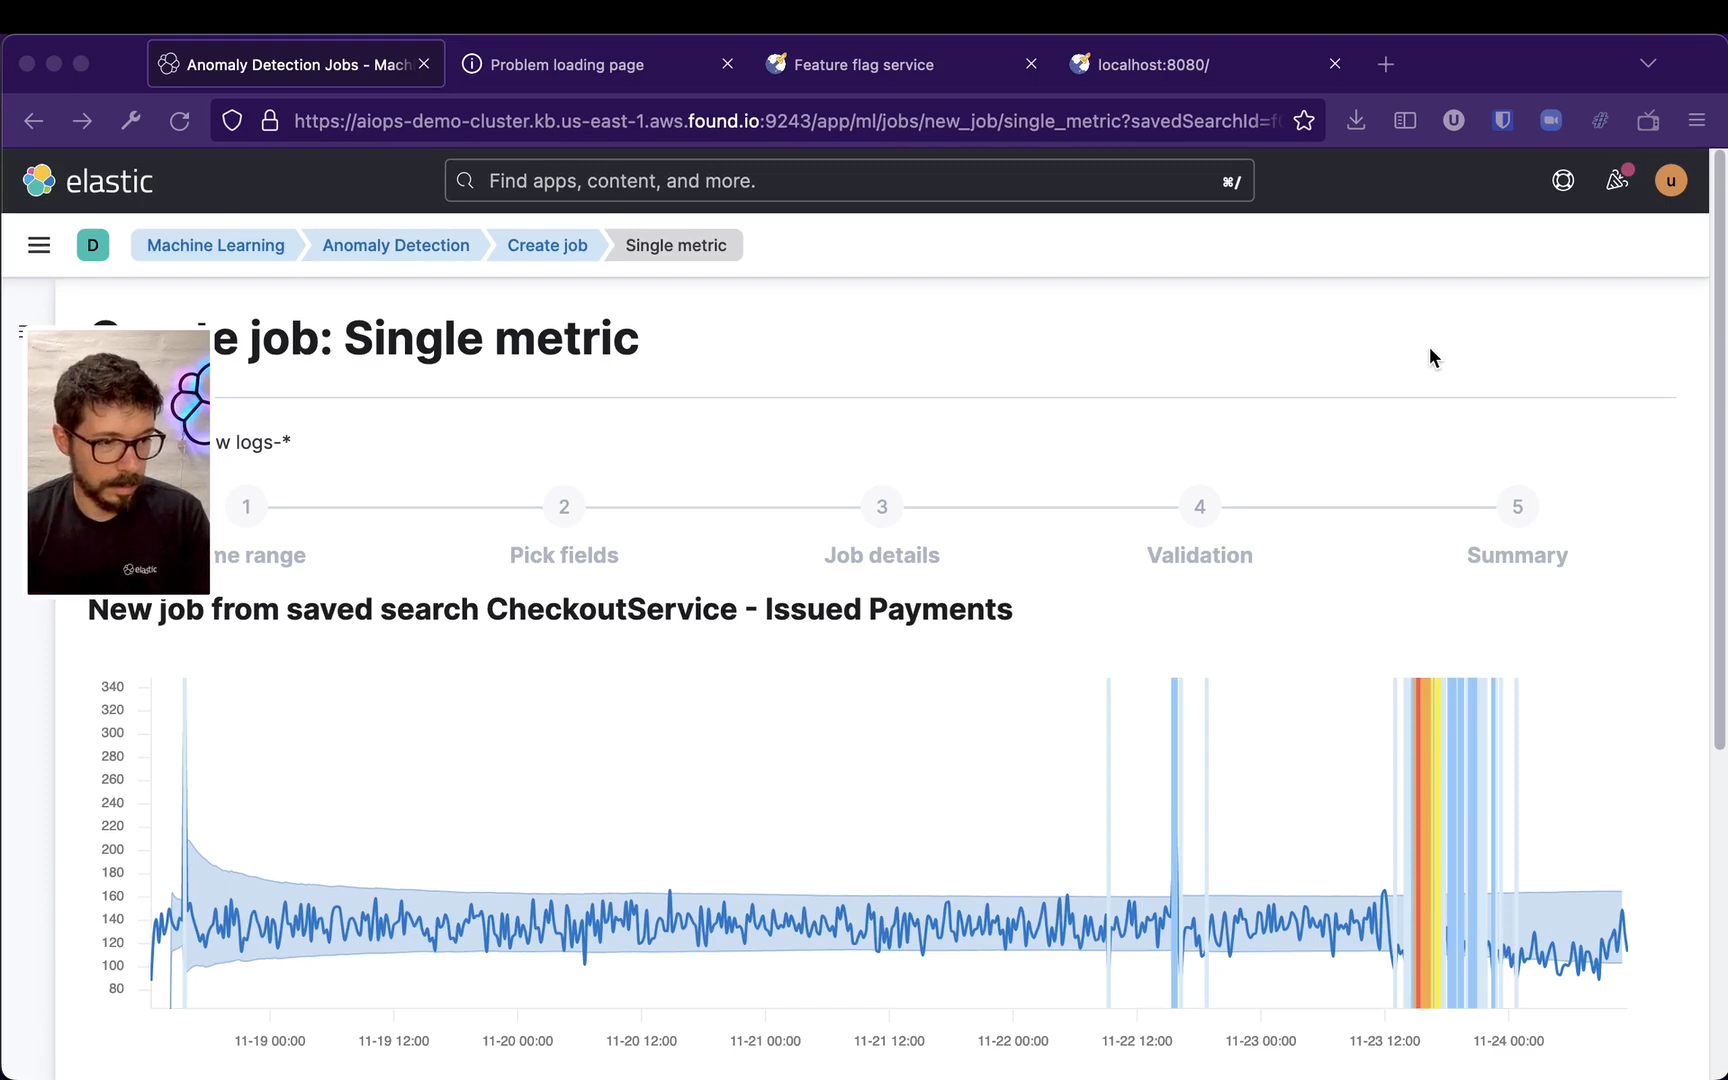 Anomaly Detection Jobs - Mach
Problem loading page
Feature flag service
localhost:8080/
https://aiops-demo-cluster.kb.us-east-1.aws.found.io:9243/app/ml/jobs/new_job/single_metric?savedSearchId=f
elastic
Find apps, content, and more.
⌘/
u
D
Machine Learning
Anomaly Detection
Create job
Single metric
job: Single metric
logs-*
elastic
1
2
3
4
5
range
Pick fields
Job details
Validation
Summary
New job from saved search CheckoutService - Issued Payments
340
320
300
280
260
240
220
200
180
160
140
120
100
80
11-19 00:00
11-19 12:00
11-20 00:00
11-20 12:00
11-21 00:00
11-21 12:00
11-22 00:00
11-22 12:00
11-23 00:00
11-23 12:00
11-24 00:00